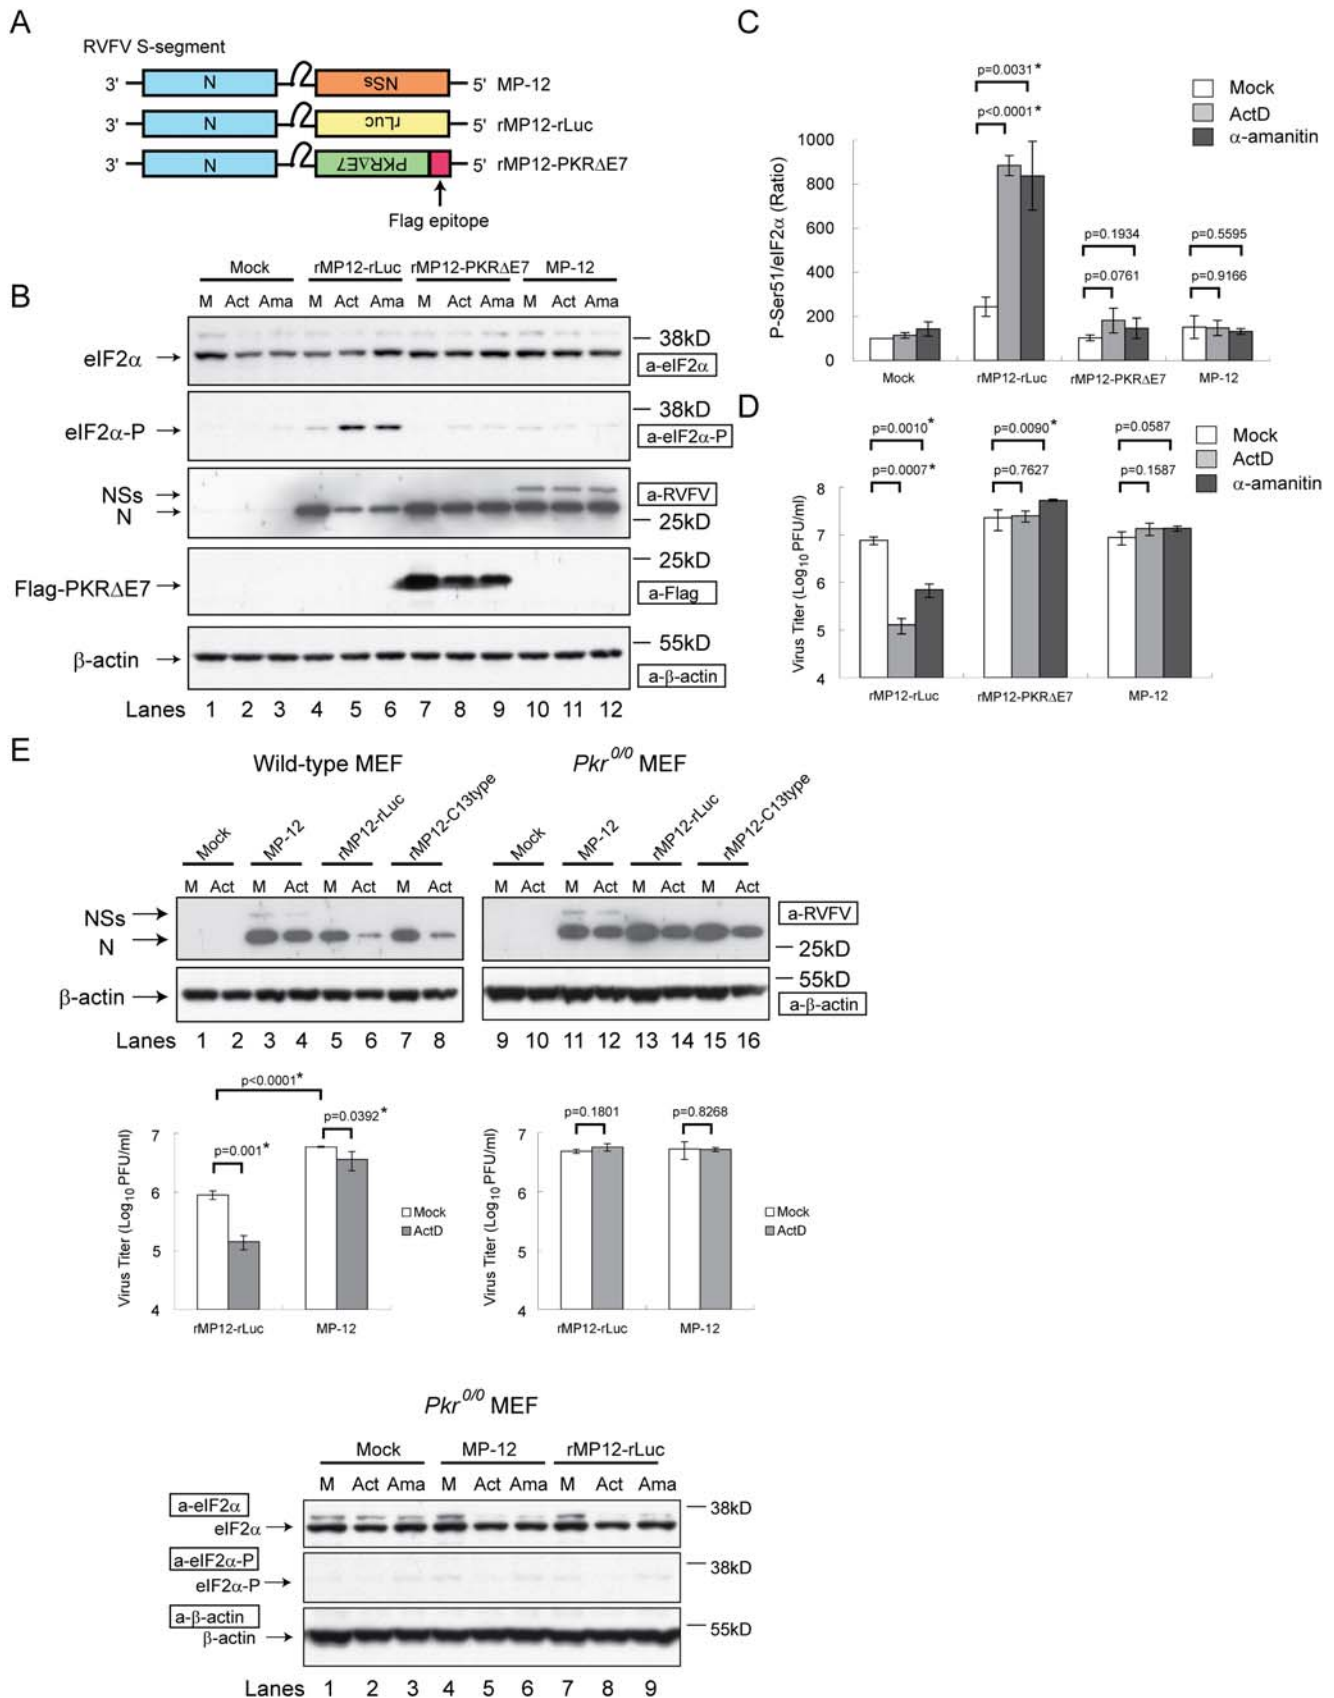 A
RVFV S-segment
3' N NSs 5' MP-12
3' N rLuc 5' rMP12-rLuc
3' N PKRΔE7 5' rMP12-PKRΔE7
Flag epitope
B
Mock rMP12-rLuc rMP12-PKRΔE7 MP-12
M Act Ama M Act Ama M Act Ama M Act Ama
38kD
eIF2α
a-eIF2α
38kD
eIF2α-P
a-eIF2α-P
NSs
a-RVFV
N
25kD
25kD
Flag-PKRΔE7
a-Flag
55kD
β-actin
a-β-actin
Lanes 1 2 3 4 5 6 7 8 9 10 11 12
C
p=0.0031*
p<0.0001*
Mock
ActD
α-amanitin
P-Ser51/eIF2α (Ratio)
1000
800
600
400
200
0
p=0.1934
p=0.0761
p=0.5595
p=0.9166
Mock rMP12-rLuc rMP12-PKRΔE7 MP-12
D
p=0.0010* p=0.0090* p=0.0587
p=0.0007* p=0.7627 p=0.1587
Mock
ActD
α-amanitin
Virus Titer (Log10 PFU/ml)
8
7
6
5
4
rMP12-rLuc rMP12-PKRΔE7 MP-12
E
Wild-type MEF
Mock MP-12 rMP12-rLuc rMP12-C13type
M Act M Act M Act M Act
NSs
N
β-actin
Lanes 1 2 3 4 5 6 7 8
Pkr0/0 MEF
Mock MP-12 rMP12-rLuc rMP12-C13type
M Act M Act M Act M Act
a-RVFV
25kD
55kD
a-β-actin
9 10 11 12 13 14 15 16
p<0.0001*
p=0.0392*
p=0.001*
Virus Titer (Log10 PFU/ml)
7
6
5
4
Mock
ActD
rMP12-rLuc MP-12
p=0.1801 p=0.8268
Virus Titer (Log10 PFU/ml)
7
6
5
4
Mock
ActD
rMP12-rLuc MP-12
Pkr0/0 MEF
Mock MP-12 rMP12-rLuc
M Act Ama M Act Ama M Act Ama
a-eIF2α
38kD
eIF2α
a-eIF2α-P
38kD
eIF2α-P
a-β-actin
55kD
β-actin
Lanes 1 2 3 4 5 6 7 8 9